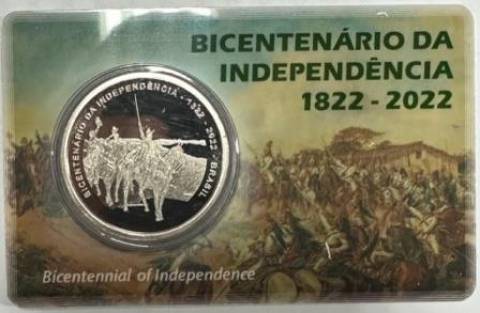 BICENTENÁRIO DA
INDEPENDÊNCIA
1822 - 2022
BICENTENÁRIO DA INDEPENDÊNCIA - 1822 - 2022 - BRASIL
Bicentennial of Independence